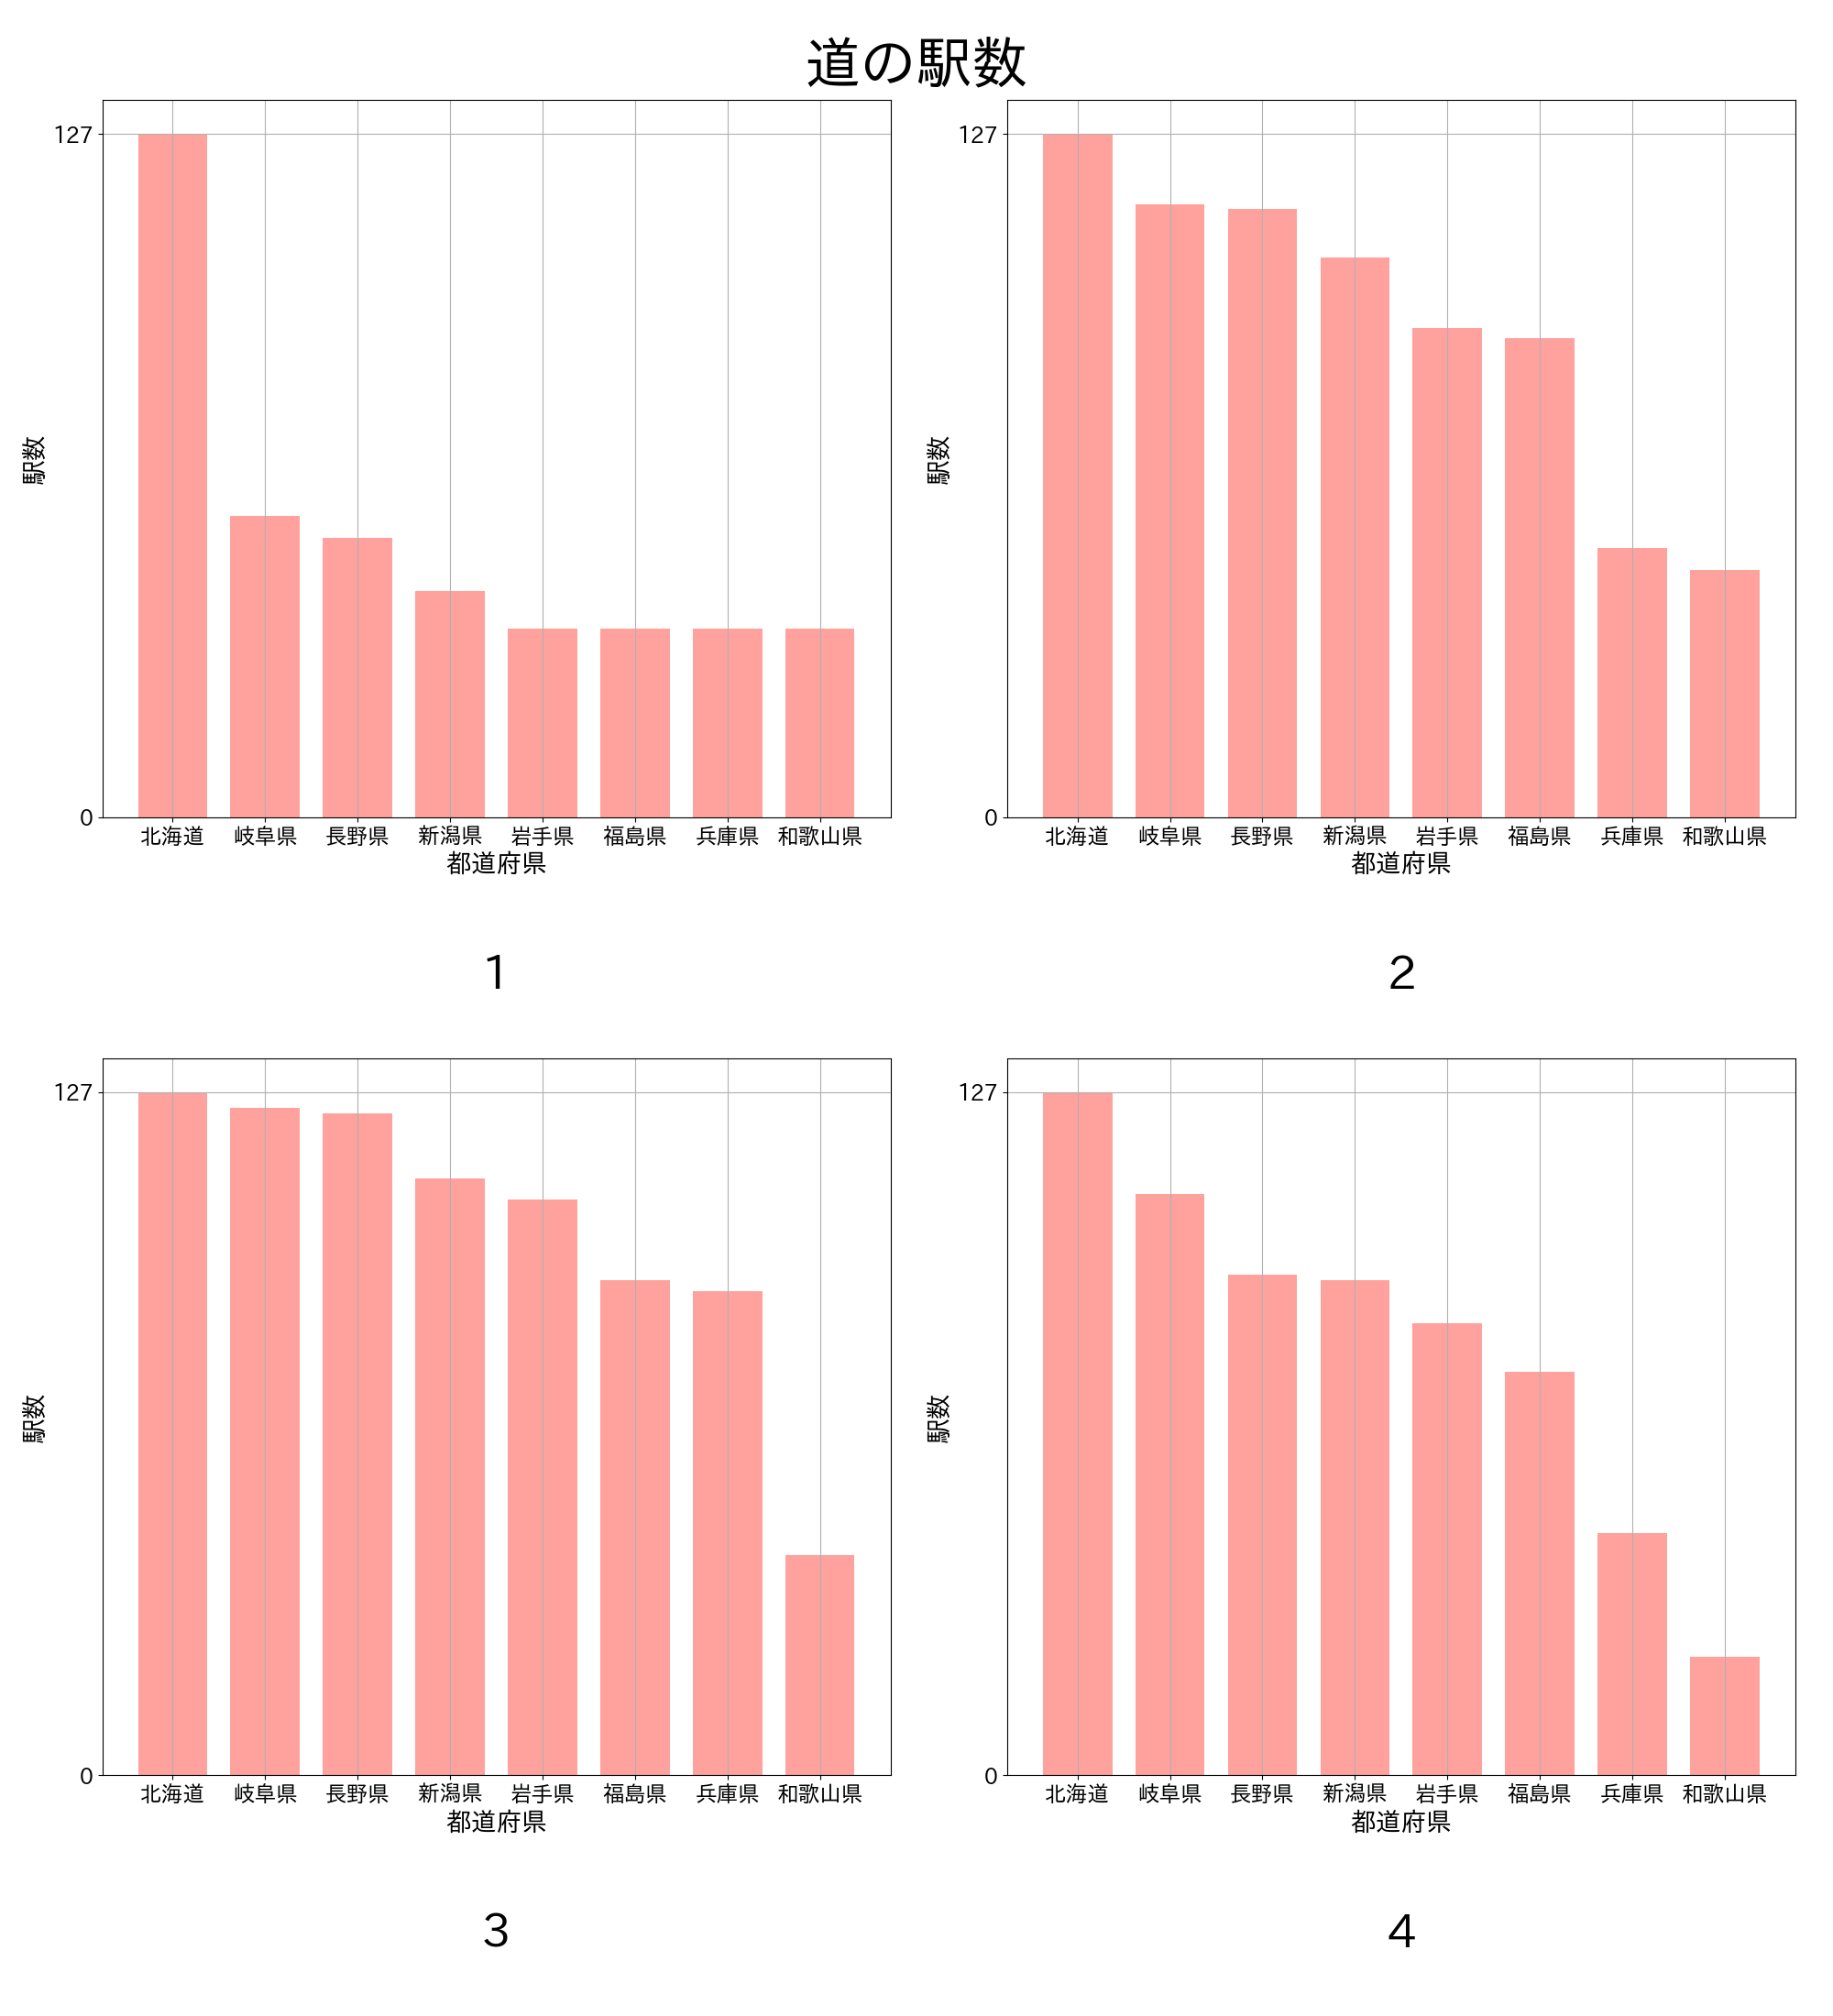 道の駅数
127
駅数
0
北海道 岐阜県 長野県 新潟県 岩手県 福島県 兵庫県 和歌山県
都道府県
1
127
駅数
0
北海道 岐阜県 長野県 新潟県 岩手県 福島県 兵庫県 和歌山県
都道府県
2
127
駅数
0
北海道 岐阜県 長野県 新潟県 岩手県 福島県 兵庫県 和歌山県
都道府県
3
127
駅数
0
北海道 岐阜県 長野県 新潟県 岩手県 福島県 兵庫県 和歌山県
都道府県
4